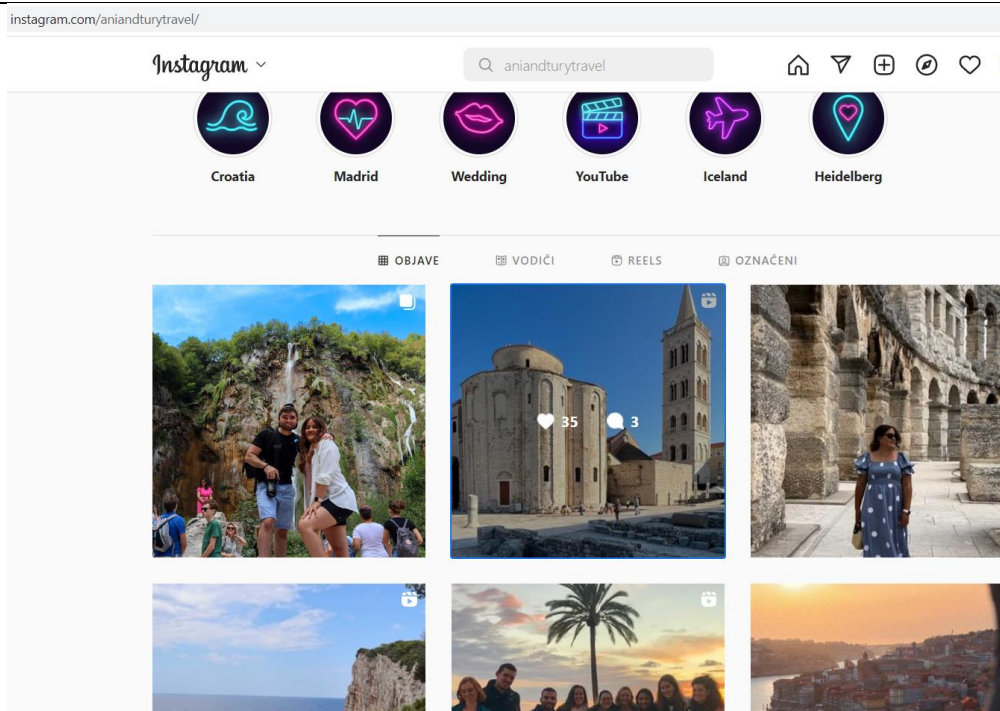 instagram.com/aniandturytravel/
Instagram
aniandturytravel
Croatia Madrid Wedding YouTube Iceland Heidelberg
OBJAVE VODIČI REELS OZNAČENI
35 3